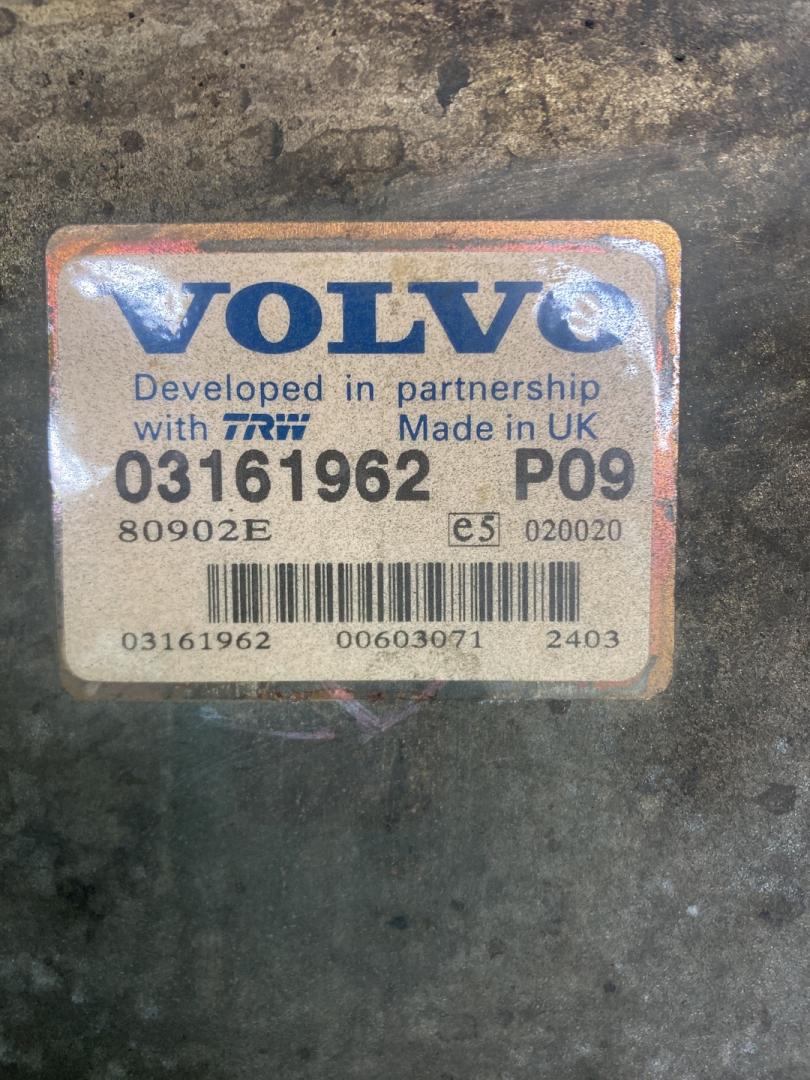 VOLVO
Developed in partnership
with TRW Made in UK
03161962 P09
80902E e5 020020
03161962 00603071 2403